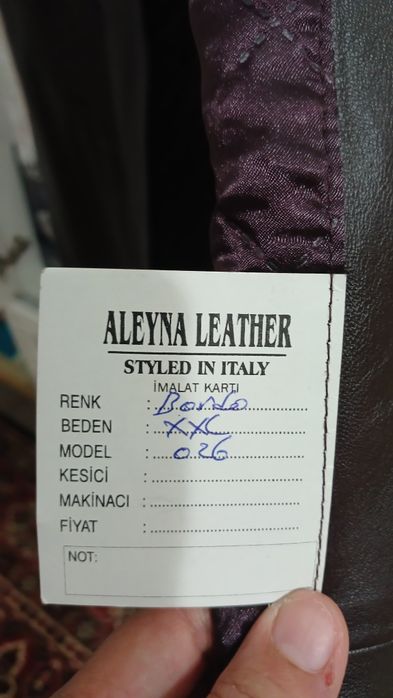 ALEYNA LEATHER
STYLED IN ITALY
İMALAT KARTI
RENK : Bordo
BEDEN : XXL
MODEL : 026
KESİCİ :
MAKİNACI :
FİYAT :
NOT: